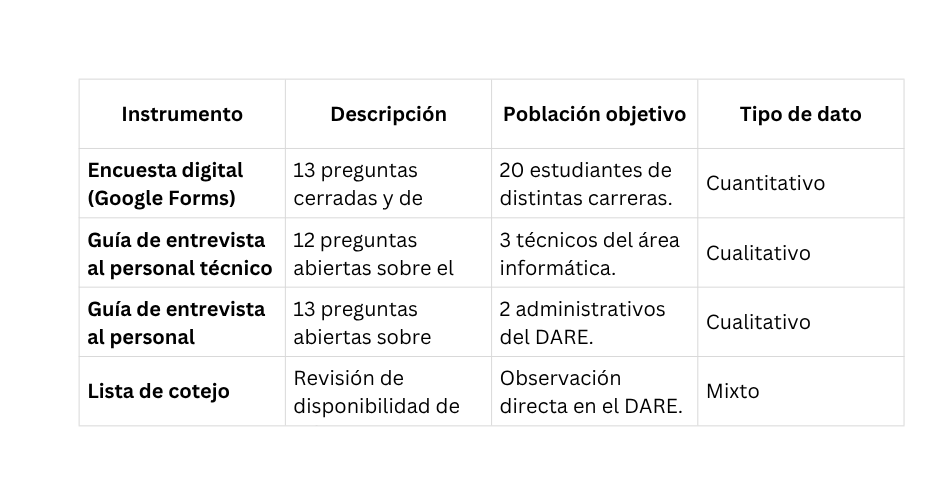 Instrumento
Descripción
Población objetivo
Tipo de dato
Encuesta digital
(Google Forms)
13 preguntas
cerradas y de
20 estudiantes de
distintas carreras.
Cuantitativo
Guía de entrevista
al personal técnico
12 preguntas
abiertas sobre el
3 técnicos del área
informática.
Cualitativo
Guía de entrevista
al personal
13 preguntas
abiertas sobre
2 administrativos
del DARE.
Cualitativo
Lista de cotejo
Revisión de
disponibilidad de
Observación
directa en el DARE.
Mixto